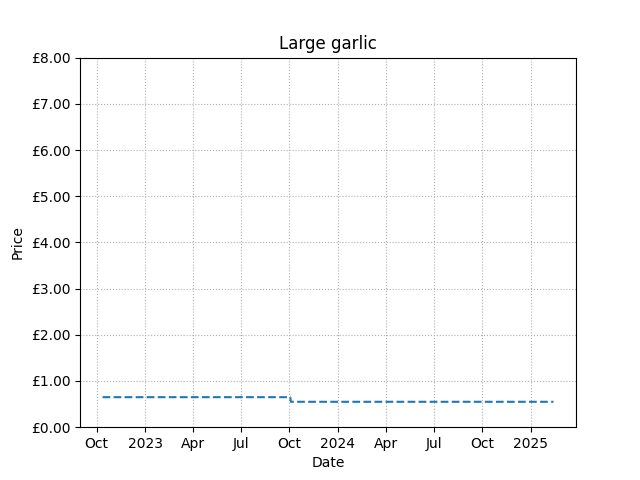 Large garlic
£8.00
£7.00
£6.00
£5.00
£4.00
£3.00
£2.00
£1.00
£0.00
Price
Oct 2023 Apr Jul Oct 2024 Apr Jul Oct 2025
Date